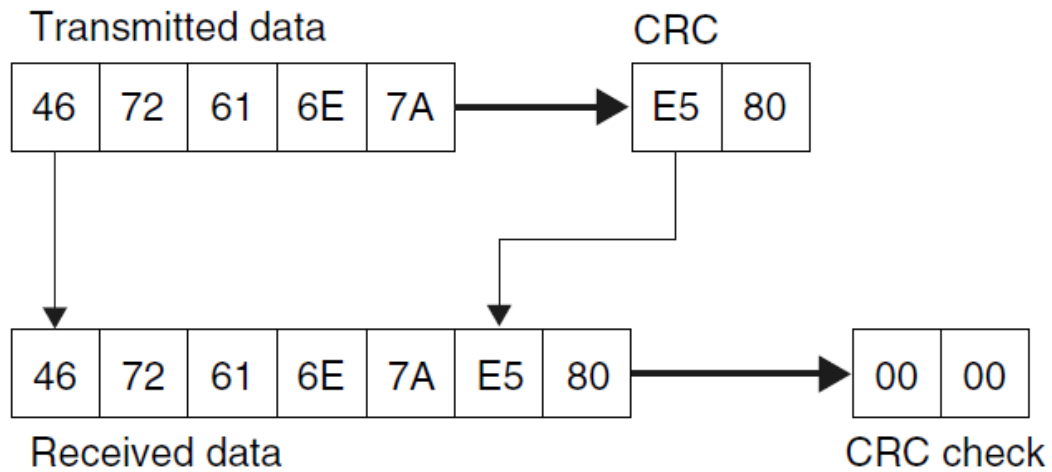 Transmitted data CRC
46 72 61 6E 7A E5 80
46 72 61 6E 7A E5 80 00 00
Received data CRC check